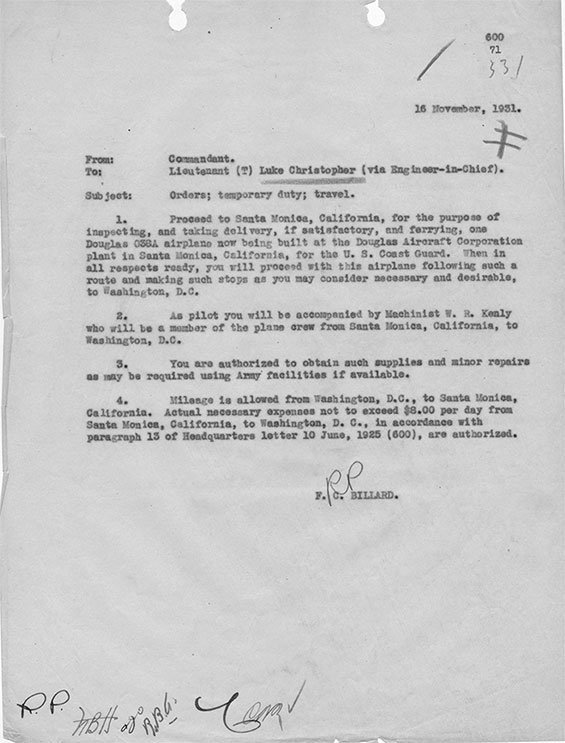 600
71
331
16 November, 1931.
From: Commandant.
To: Lieutenant (T) Luke Christopher (via Engineer-in-Chief).
Subject: Orders; temporary duty; travel.
1. Proceed to Santa Monica, California, for the purpose of
inspecting, and taking delivery, if satisfactory, and ferrying, one
Douglas O38A airplane now being built at the Douglas Aircraft Corporation
plant in Santa Monica, California, for the U. S. Coast Guard. When in
all respects ready, you will proceed with this airplane following such a
route and making such stops as you may consider necessary and desirable,
to Washington, D.C.
2. As pilot you will be accompanied by Machinist W. R. Kenly
who will be a member of the plane crew from Santa Monica, California, to
Washington, D.C.
3. You are authorized to obtain such supplies and minor repairs
as may be required using Army facilities if available.
4. Mileage is allowed from Washington, D.C., to Santa Monica,
California. Actual necessary expenses not to exceed $8.00 per day from
Santa Monica, California, to Washington, D. C., in accordance with
paragraph 13 of Headquarters letter 10 June, 1925 (600), are authorized.
RP
F. C. BILLARD.
R.P.